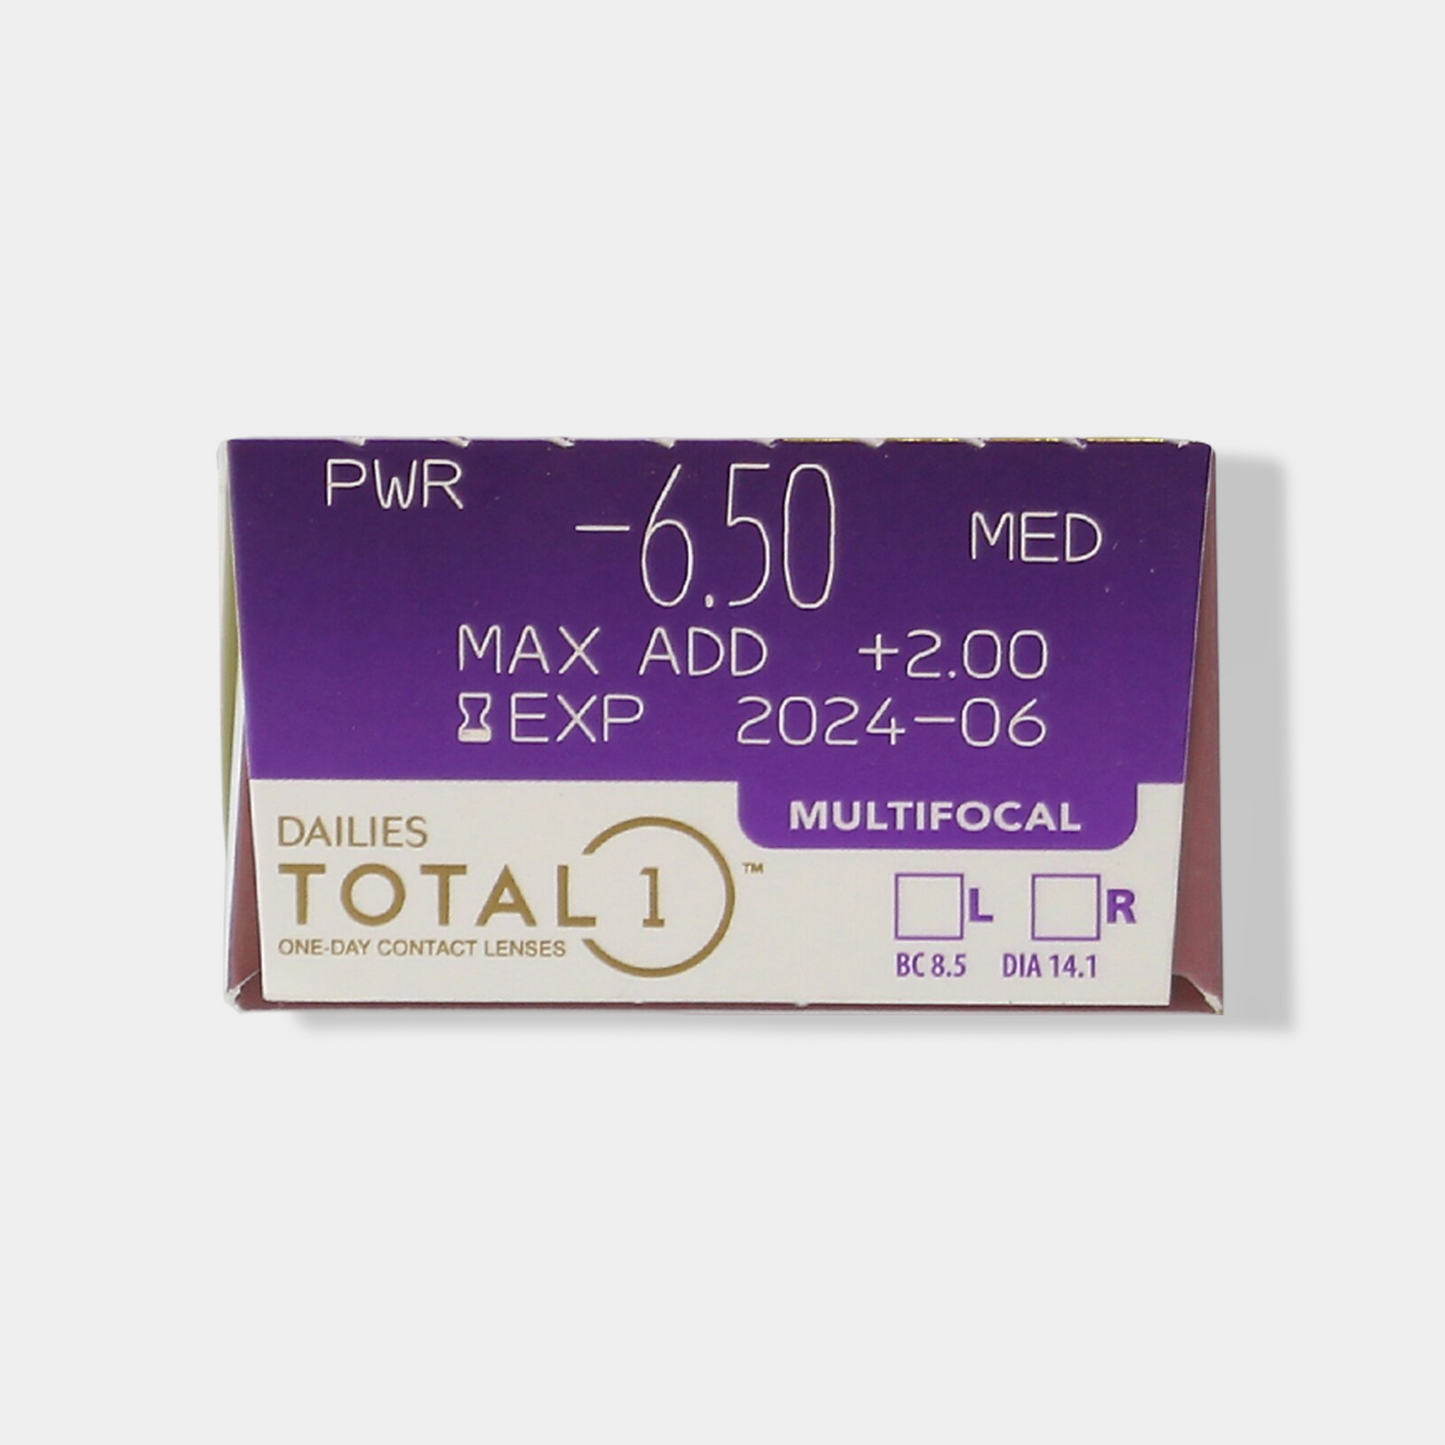 PWR -6.50 MED
MAX ADD +2.00
EXP 2024-06
MULTIFOCAL
DAILIES
TOTAL 1™
ONE-DAY CONTACT LENSES
L R
BC 8.5 DIA 14.1